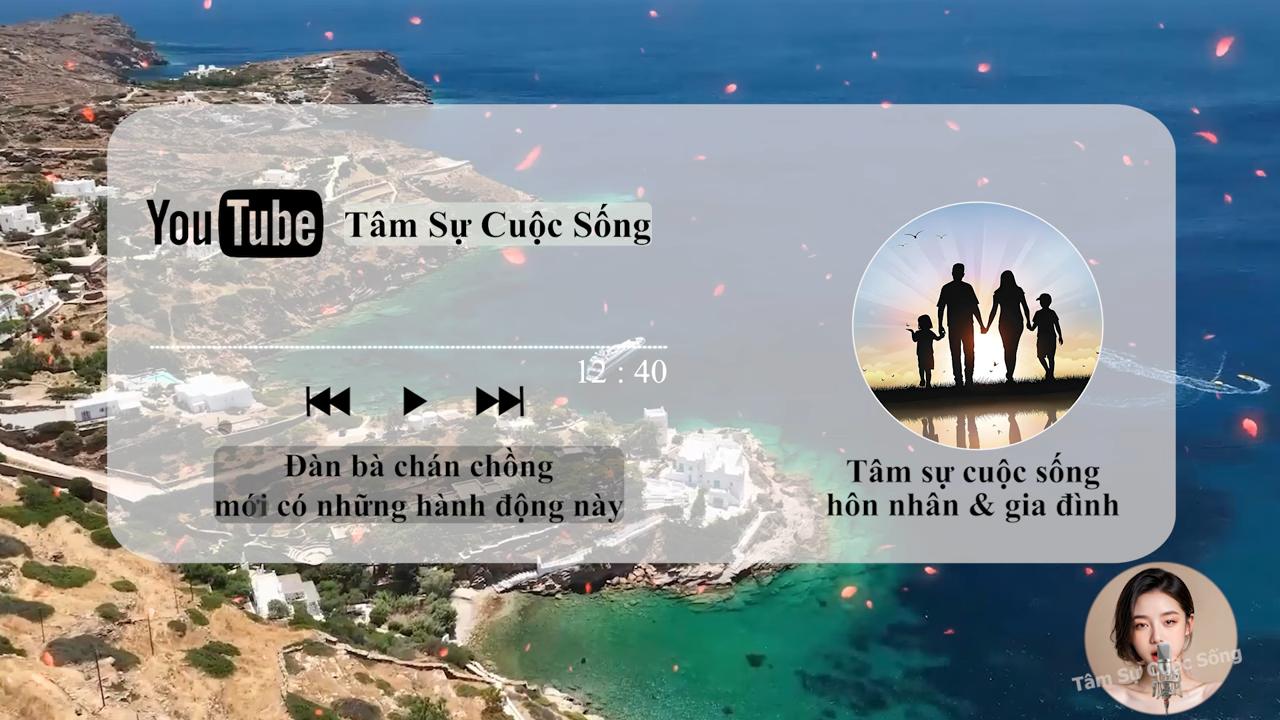 YouTube Tâm Sự Cuộc Sống
12 : 40
Đàn bà chán chồng
mới có những hành động này
Tâm sự cuộc sống
hôn nhân & gia đình
Tâm Sự Cuộc Sống